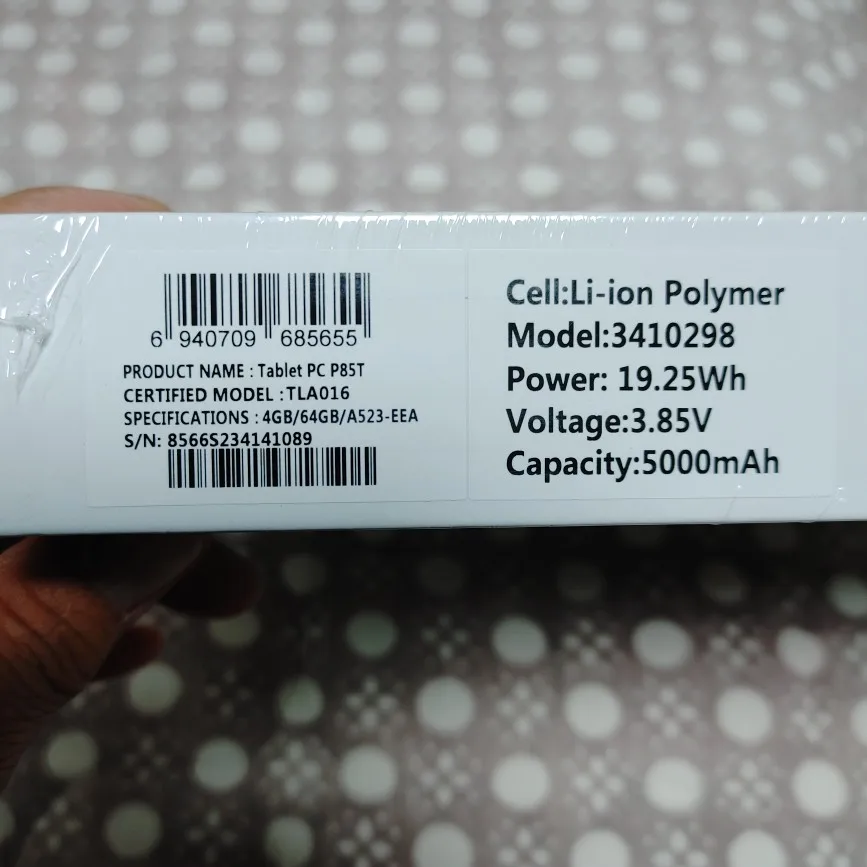 6 940709 685655
PRODUCT NAME : Tablet PC P85T
CERTIFIED MODEL : TLA016
SPECIFICATIONS : 4GB/64GB/A523-EEA
S/N: 8566S234141089
Cell:Li-ion Polymer
Model:3410298
Power: 19.25Wh
Voltage:3.85V
Capacity:5000mAh